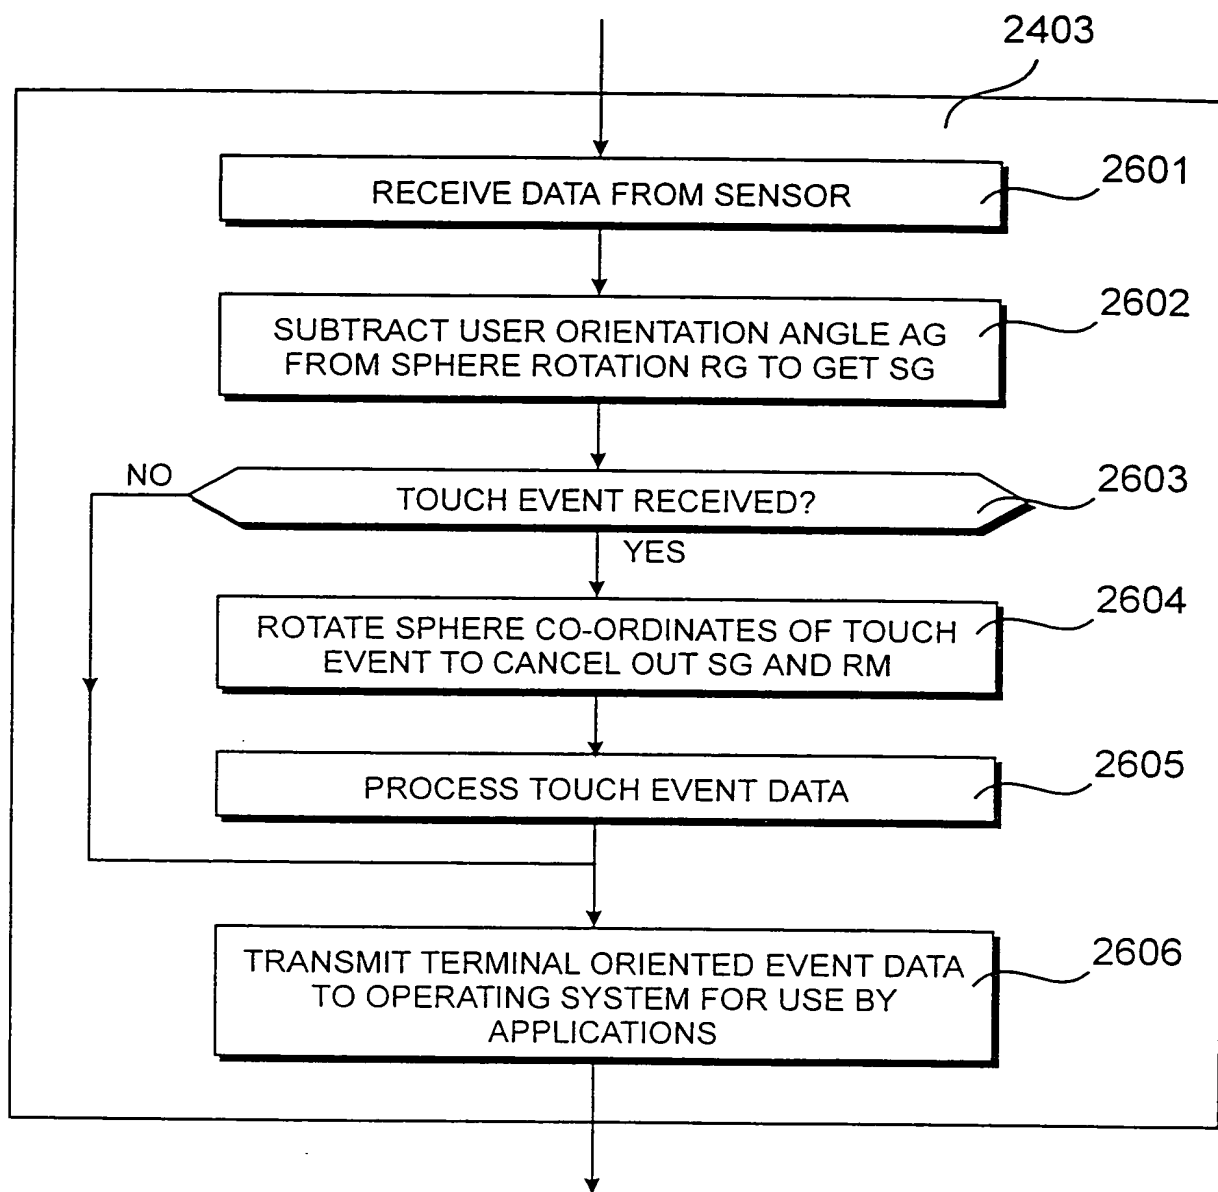 2403
RECEIVE DATA FROM SENSOR
2601
SUBTRACT USER ORIENTATION ANGLE AG
FROM SPHERE ROTATION RG TO GET SG
2602
NO
TOUCH EVENT RECEIVED?
2603
YES
ROTATE SPHERE CO-ORDINATES OF TOUCH
EVENT TO CANCEL OUT SG AND RM
2604
PROCESS TOUCH EVENT DATA
2605
TRANSMIT TERMINAL ORIENTED EVENT DATA
TO OPERATING SYSTEM FOR USE BY
APPLICATIONS
2606